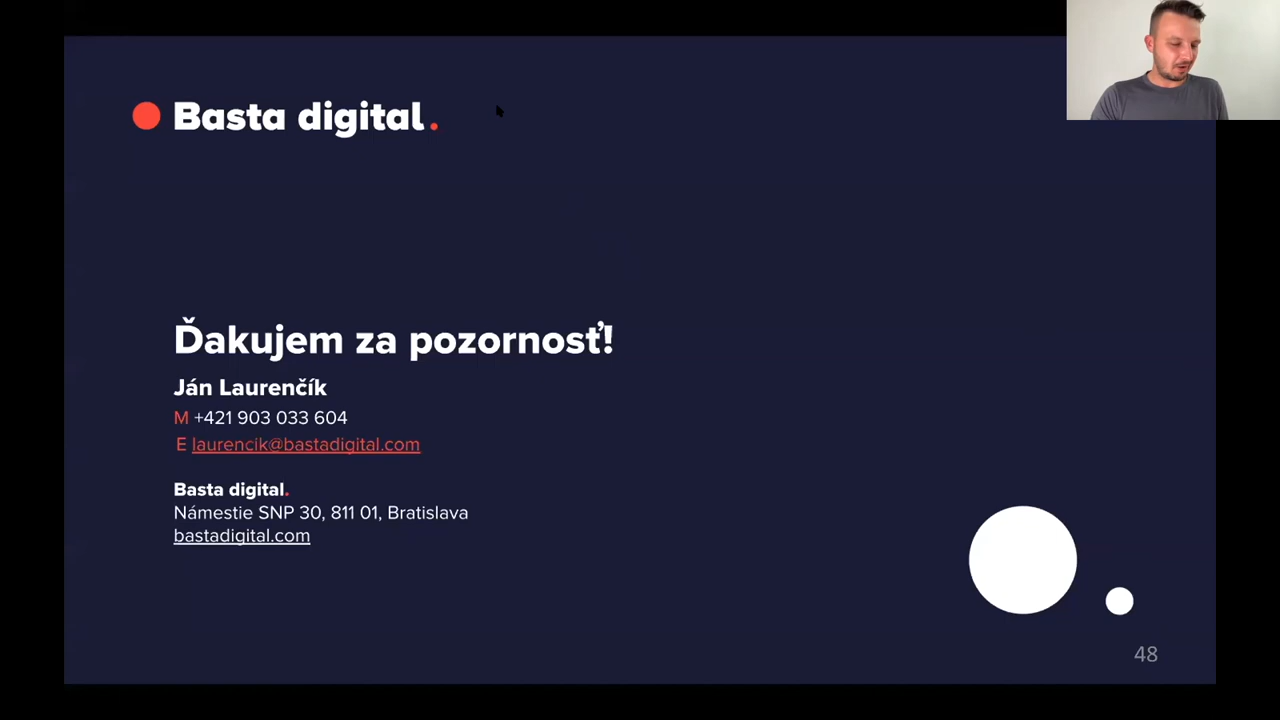 Basta digital.
Ďakujem za pozornosť!
Ján Laurenčík
M +421 903 033 604
E laurencik@bastadigital.com
Basta digital.
Námestie SNP 30, 811 01, Bratislava
bastadigital.com
48